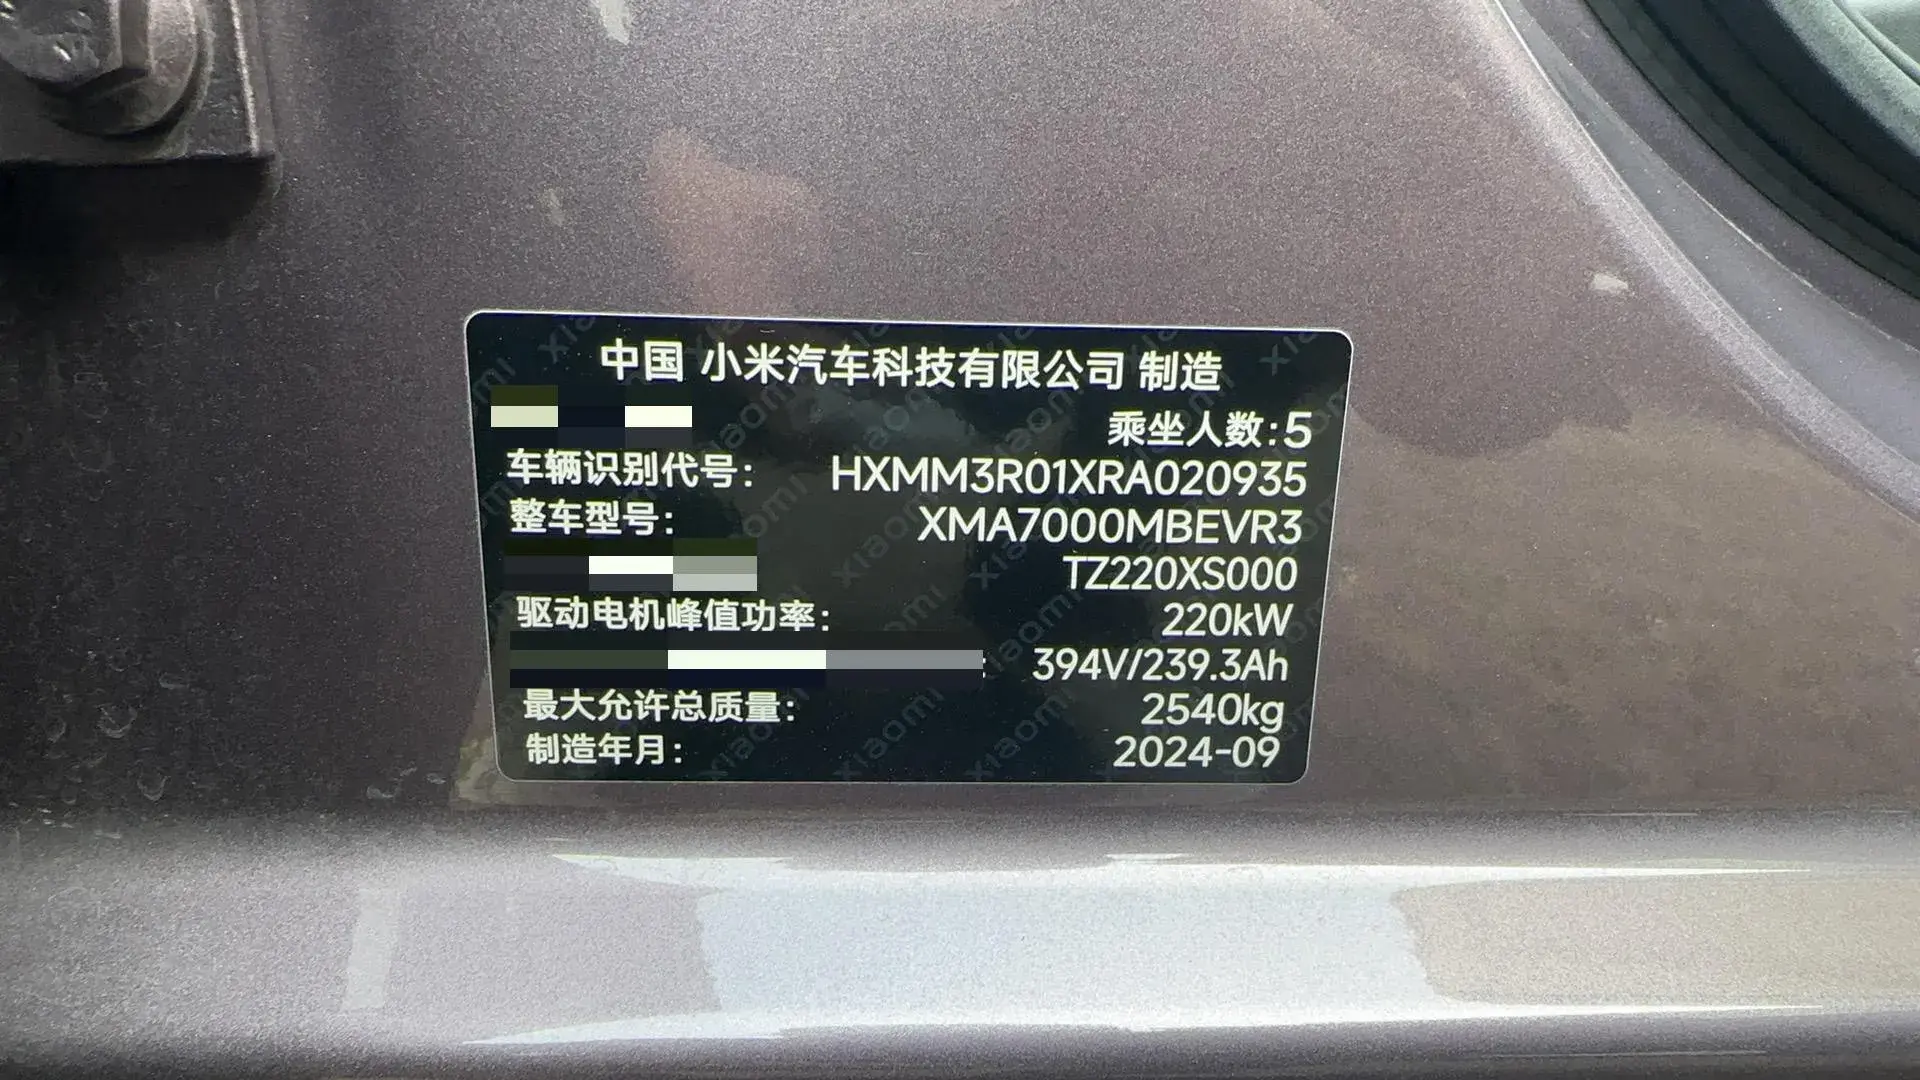 中国 小米汽车科技有限公司 制造
乘坐人数:5
车辆识别代号: HXMM3R01XRA020935
整车型号: XMA7000MBEVR3
TZ220XS000
驱动电机峰值功率: 220kW
: 394V/239.3Ah
最大允许总质量: 2540kg
制造年月: 2024-09
xiaomi